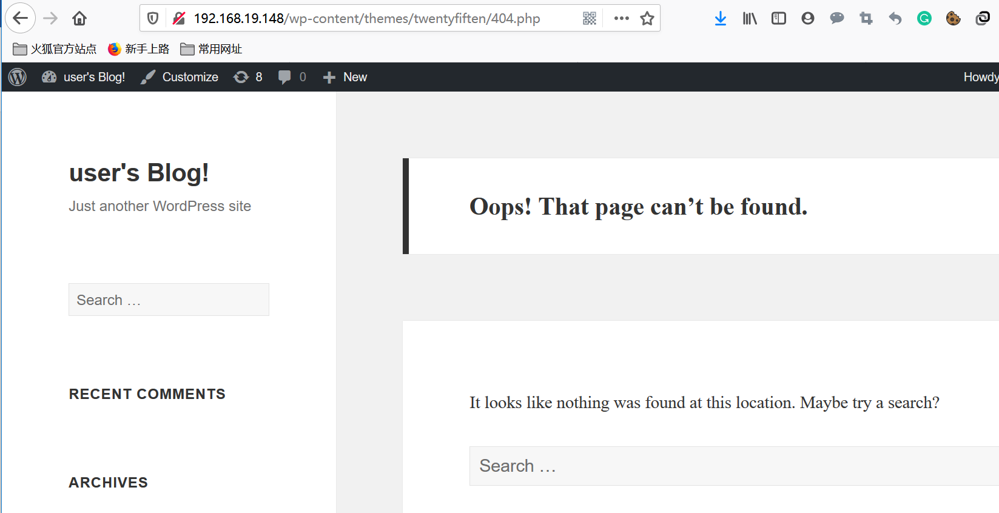 192.168.19.148/wp-content/themes/twentyfiften/404.php
火狐官方站点 新手上路 常用网址
user's Blog! Customize 8 0 New Howdy
user's Blog!
Just another WordPress site
Oops! That page can’t be found.
Search …
RECENT COMMENTS
It looks like nothing was found at this location. Maybe try a search?
Search …
ARCHIVES